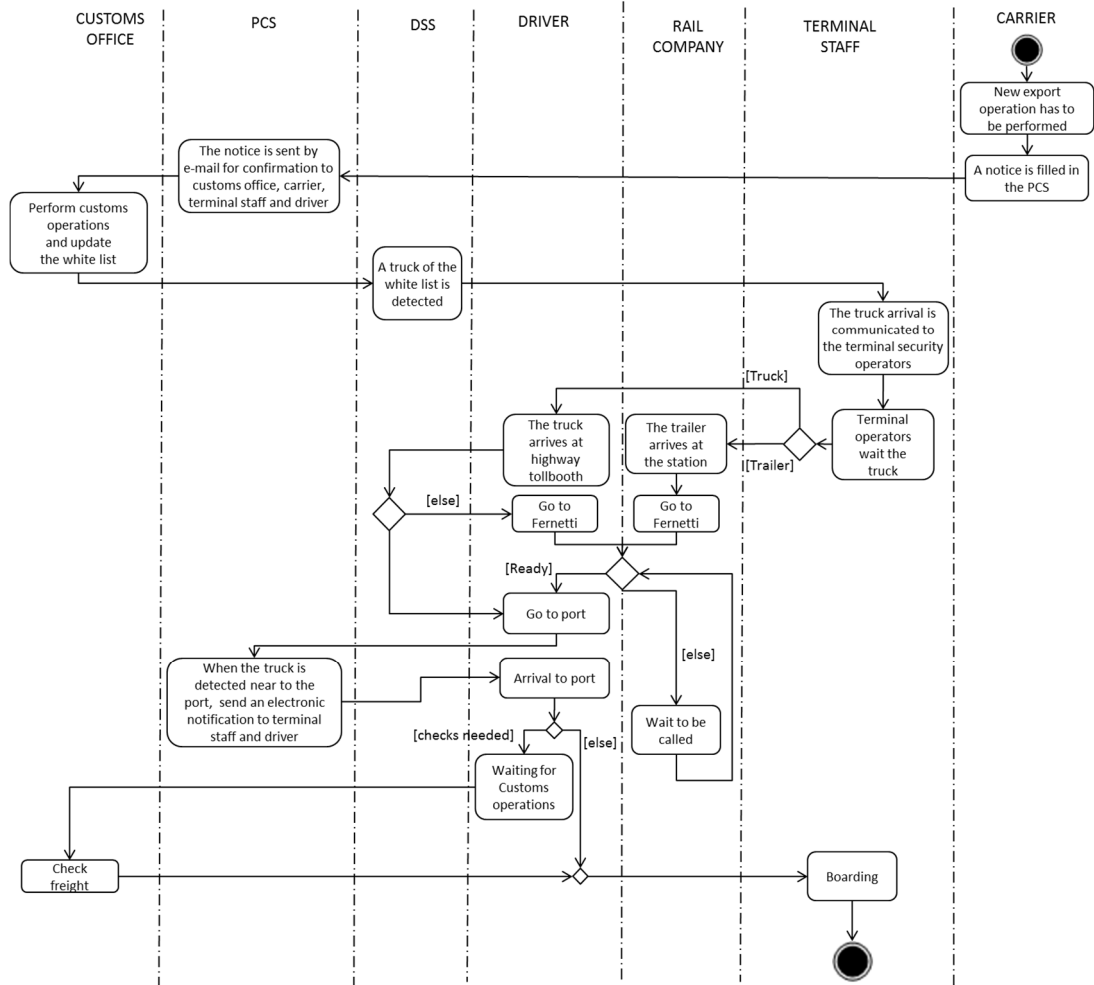 CUSTOMS
OFFICE
PCS
DSS
DRIVER
RAIL
COMPANY
TERMINAL
STAFF
CARRIER
New export
operation has to
be performed
A notice is filled in
the PCS
The notice is sent by
e-mail for confirmation to
customs office, carrier,
terminal staff and driver
Perform customs
operations
and update
the white list
A truck of the
white list is
detected
The truck arrival is
communicated to
the terminal security
operators
[Truck]
The truck
arrives at
highway
tollbooth
The trailer
arrives at
the station
[Trailer]
Terminal
operators
wait the
truck
[else]
Go to
Fernetti
Go to
Fernetti
[Ready]
Go to port
[else]
When the truck is
detected near to the
port, send an electronic
notification to terminal
staff and driver
Arrival to port
Wait to be
called
[checks needed]
[else]
Waiting for
Customs
operations
Check
freight
Boarding